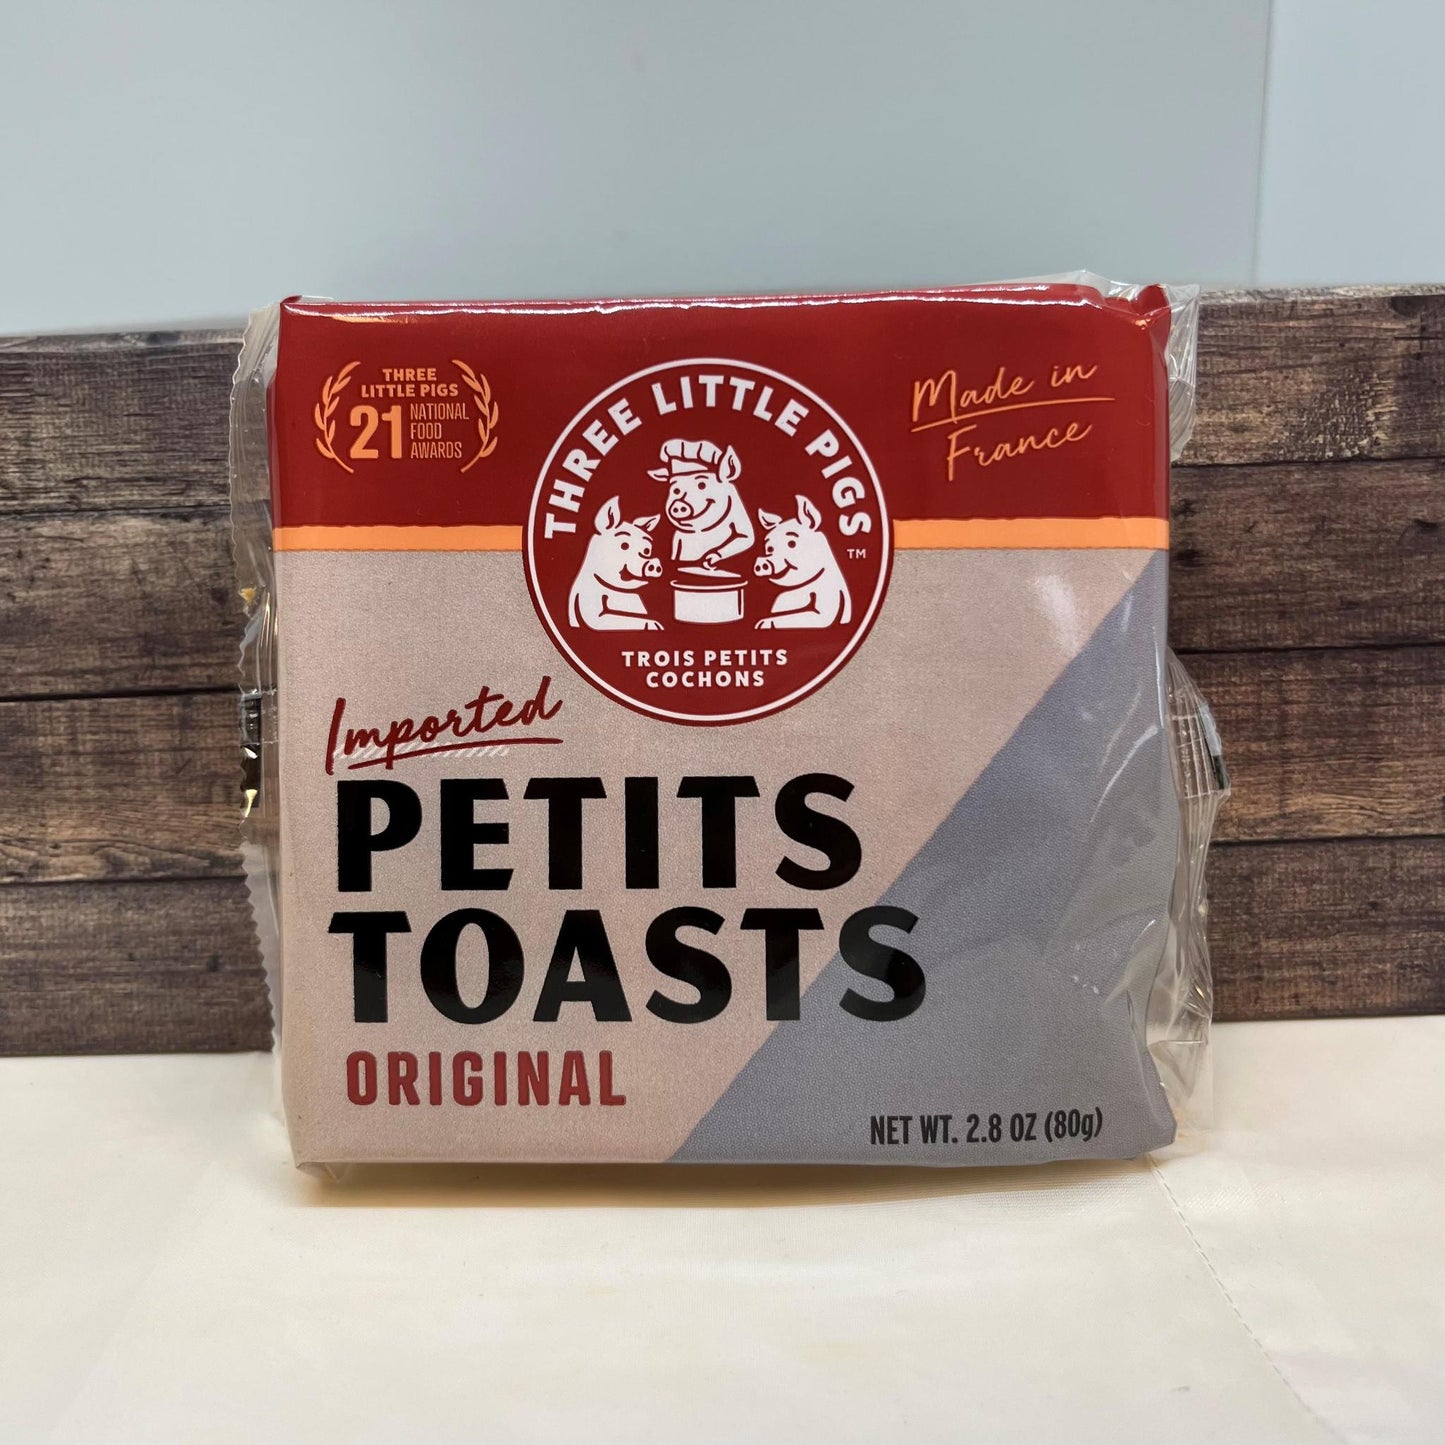 THREE
LITTLE PIGS
21 NATIONAL
FOOD
AWARDS
THREE LITTLE PIGS
TM
TROIS PETITS
COCHONS
Made in
France
Imported
PETITS
TOASTS
ORIGINAL
NET WT. 2.8 OZ (80g)